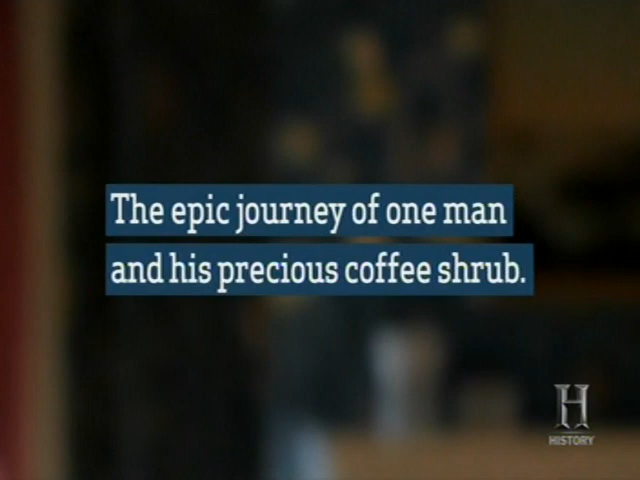 The epic journey of one man
and his precious coffee shrub.
H
HISTORY